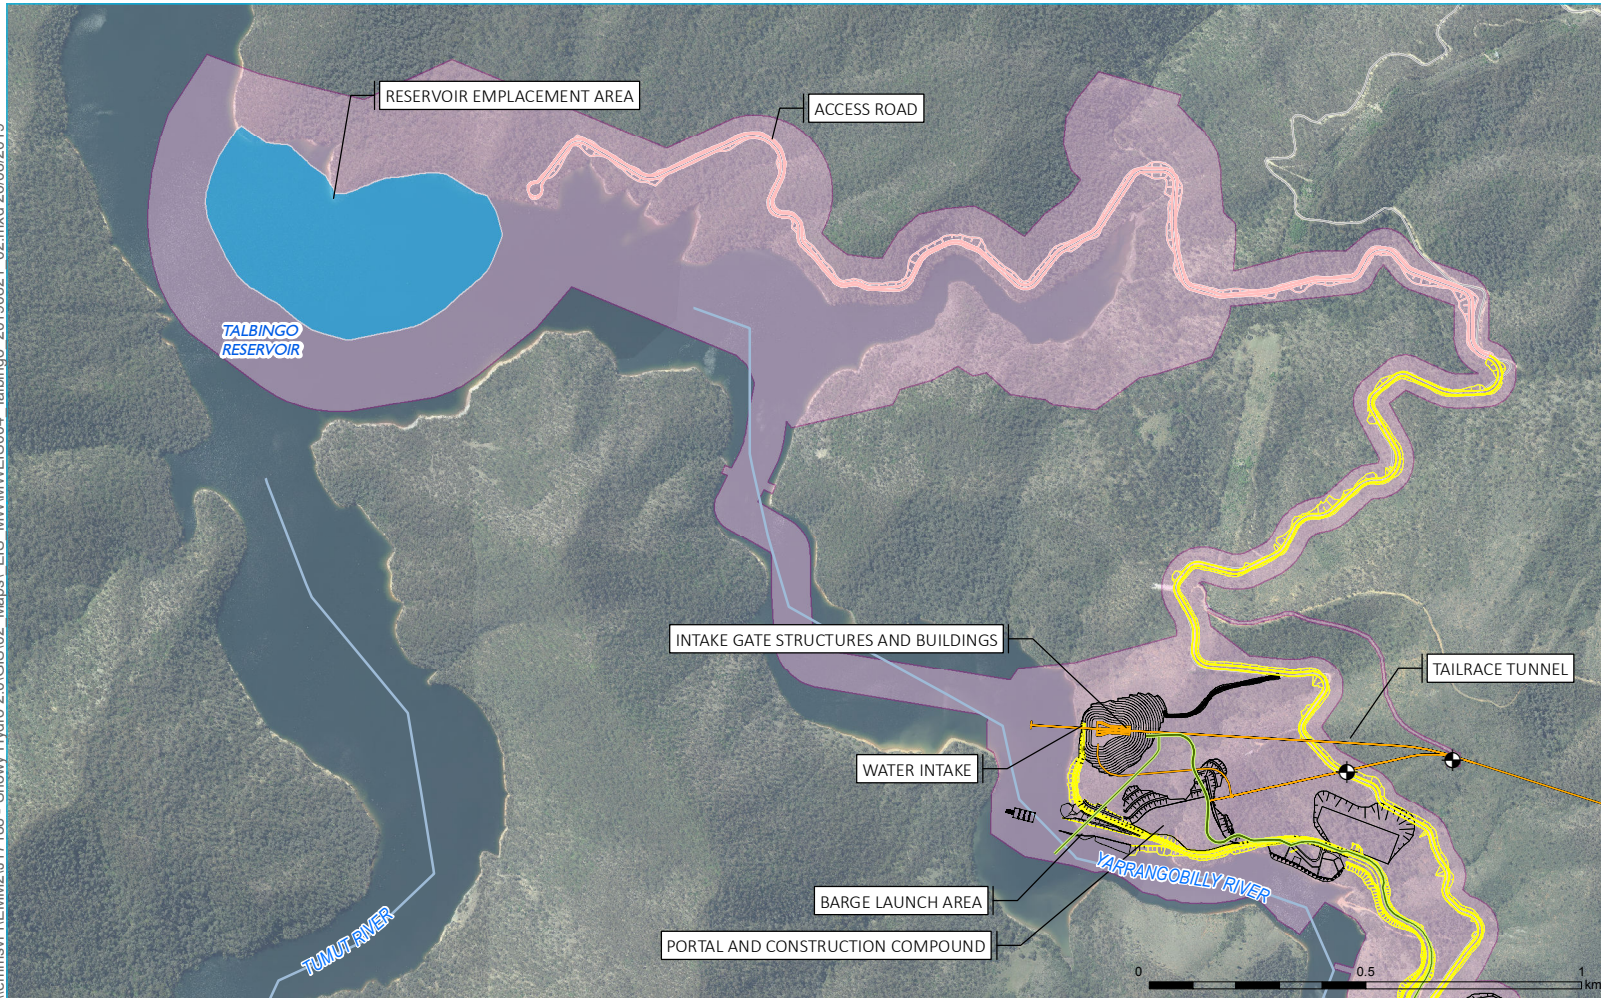 RESERVOIR EMPLACEMENT AREA
ACCESS ROAD
TALBINGO
RESERVOIR
INTAKE GATE STRUCTURES AND BUILDINGS
TAILRACE TUNNEL
WATER INTAKE
YARRANGOBILLY RIVER
BARGE LAUNCH AREA
TUMUT RIVER
PORTAL AND CONSTRUCTION COMPOUND
0 0.5 1
km